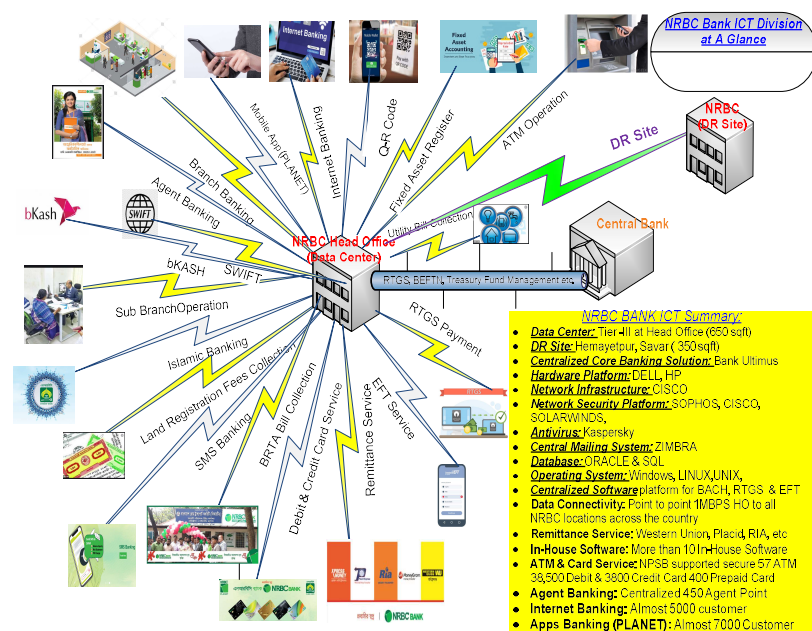 NRBC Bank ICT Division
at A Glance
Internet Banking
Fixed
Asset
Accounting
NRBC
(DR Site)
DR Site
Mobile App (PLANET)
Internet Banking
Q-R Code
Fixed Asset Register
ATM Operation
Branch Banking
Agent Banking
bKash
SWIFT
Utility Bill Collection
Central Bank
NRBC Head Office
(Data Center)
bKASH
SWIFT
RTGS, BEFTN, Treasury Fund Management etc.
Sub BranchOperation
Islamic Banking
Land Registration Fees Collection
SMS Banking
BRTA Bill Collection
Debit & Credit Card Service
Remittance Service
EFT Service
RTGS Payment
RTGS
NRBC BANK ICT Summary:
• Data Center: Tier-III at Head Office (650 sqft)
• DR Site: Hemayetpur, Savar ( 350 sqft)
• Centralized Core Banking Solution: Bank Ultimus
• Hardware Platform: DELL, HP
• Network Infrastructure: CISCO
• Network Security Platform: SOPHOS, CISCO,
SOLARWINDS,
• Antivirus: Kaspersky
• Central Mailing System: ZIMBRA
• Database: ORACLE & SQL
• Operating System: Windows, LINUX,UNIX,
• Centralized Software platform for BACH, RTGS & EFT
• Data Connectivity: Point to point 1MBPS HO to all
NRBC locations across the country
• Remittance Service: Western Union, Placid, RIA, etc
• In-House Software: More than 10 In-House Software
• ATM & Card Service: NPSB supported secure 57 ATM
38,500 Debit & 3800 Credit Card 400 Prepaid Card
• Agent Banking: Centralized 450 Agent Point
• Internet Banking: Almost 5000 customer
• Apps Banking (PLANET): Almost 7000 Customer
NRBC BANK
XPRESS
MONEY
Ria
MoneyGram
NRBC BANK